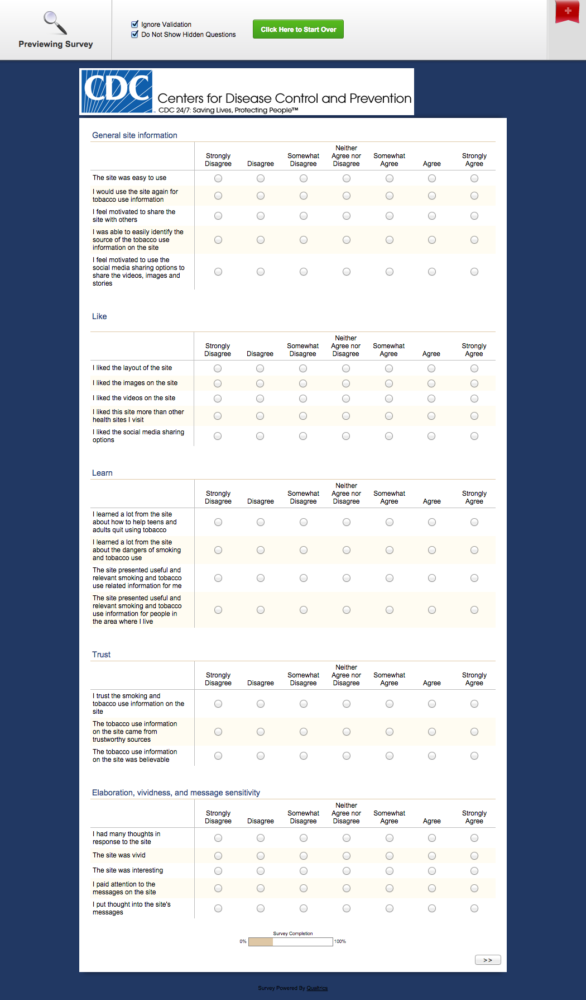 Previewing Survey
Ignore Validation
Do Not Show Hidden Questions
Click Here to Start Over
CDC
Centers for Disease Control and Prevention
CDC 24/7: Saving Lives, Protecting People™
General site information
Strongly Disagree Disagree Somewhat Disagree Neither Agree nor Disagree Somewhat Agree Agree Strongly Agree
The site was easy to use
I would use the site again for
tobacco use information
I feel motivated to share the
site with others
I was able to easily identify the
source of the tobacco use
information on the site
I feel motivated to use the
social media sharing options to
share the videos, images and
stories
Like
Strongly Disagree Disagree Somewhat Disagree Neither Agree nor Disagree Somewhat Agree Agree Strongly Agree
I liked the layout of the site
I liked the images on the site
I liked the videos on the site
I liked this site more than other
health sites I visit
I liked the social media sharing
options
Learn
Strongly Disagree Disagree Somewhat Disagree Neither Agree nor Disagree Somewhat Agree Agree Strongly Agree
I learned a lot from the site
about how to help teens and
adults quit using tobacco
I learned a lot from the site
about the dangers of smoking
and tobacco use
The site presented useful and
relevant smoking and tobacco
use related information for me
The site presented useful and
relevant smoking and tobacco
use information for people in
the area where I live
Trust
Strongly Disagree Disagree Somewhat Disagree Neither Agree nor Disagree Somewhat Agree Agree Strongly Agree
I trust the smoking and
tobacco use information on the
site
The tobacco use information
on the site came from
trustworthy sources
The tobacco use information
on the site was believable
Elaboration, vividness, and message sensitivity
Strongly Disagree Disagree Somewhat Disagree Neither Agree nor Disagree Somewhat Agree Agree Strongly Agree
I had many thoughts in
response to the site
The site was vivid
The site was interesting
I paid attention to the
messages on the site
I put thought into the site's
messages
Survey Completion
0% 100%
>>
Survey Powered By Qualtrics